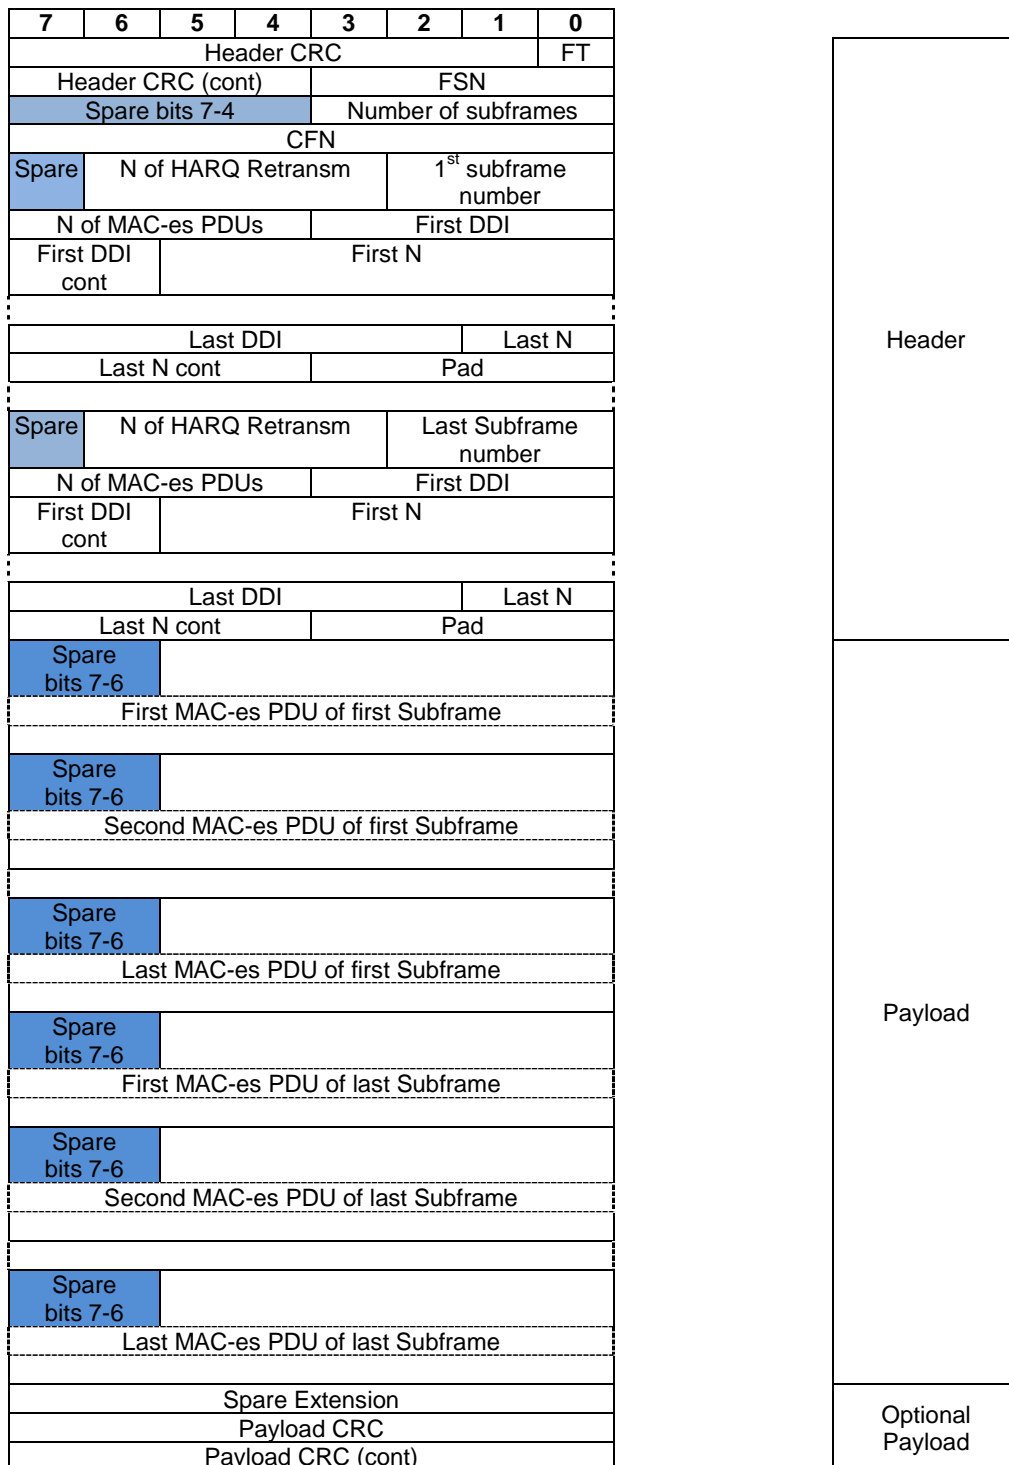 7 6 5 4 3 2 1 0
Header CRC FT
Header CRC (cont) FSN
Spare bits 7-4 Number of subframes
CFN
Spare N of HARQ Retransm 1st subframe
number
N of MAC-es PDUs First DDI
First DDI First N
cont
Last DDI Last N
Header
Last N cont Pad
Spare N of HARQ Retransm Last Subframe
number
N of MAC-es PDUs First DDI
First DDI First N
cont
Last DDI Last N
Last N cont Pad
Spare
bits 7-6
First MAC-es PDU of first Subframe
Spare
bits 7-6
Second MAC-es PDU of first Subframe
Spare
bits 7-6
Last MAC-es PDU of first Subframe
Payload
Spare
bits 7-6
First MAC-es PDU of last Subframe
Spare
bits 7-6
Second MAC-es PDU of last Subframe
Spare
bits 7-6
Last MAC-es PDU of last Subframe
Spare Extension
Optional
Payload CRC
Payload
Payload CRC (cont)